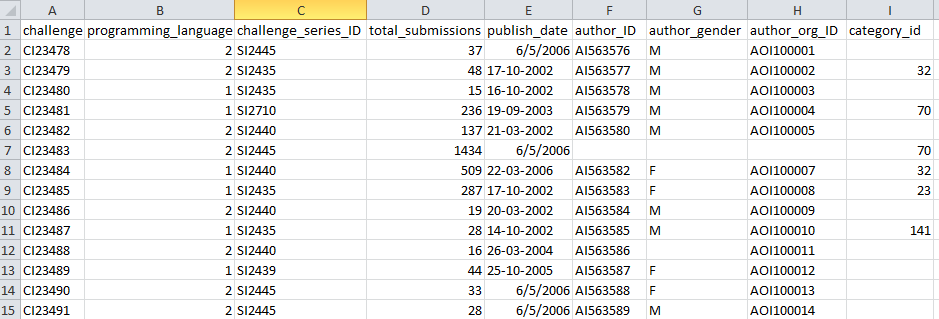 A B C D E F G H I
1 challenge programming_language challenge_series_ID total_submissions publish_date author_ID author_gender author_org_ID category_id
2 CI23478 2 SI2445 37 6/5/2006 AI563576 M AOI100001
3 CI23479 2 SI2435 48 17-10-2002 AI563577 M AOI100002 32
4 CI23480 1 SI2435 15 16-10-2002 AI563578 M AOI100003
5 CI23481 1 SI2710 236 19-09-2003 AI563579 M AOI100004 70
6 CI23482 2 SI2440 137 21-03-2002 AI563580 M AOI100005
7 CI23483 2 SI2445 1434 6/5/2006 70
8 CI23484 1 SI2440 509 22-03-2006 AI563582 F AOI100007 32
9 CI23485 1 SI2435 287 17-10-2002 AI563583 F AOI100008 23
10 CI23486 2 SI2440 19 20-03-2002 AI563584 M AOI100009
11 CI23487 1 SI2435 28 14-10-2002 AI563585 M AOI100010 141
12 CI23488 2 SI2440 16 26-03-2004 AI563586 AOI100011
13 CI23489 1 SI2439 44 25-10-2005 AI563587 F AOI100012
14 CI23490 2 SI2445 33 6/5/2006 AI563588 F AOI100013
15 CI23491 2 SI2445 28 6/5/2006 AI563589 M AOI100014